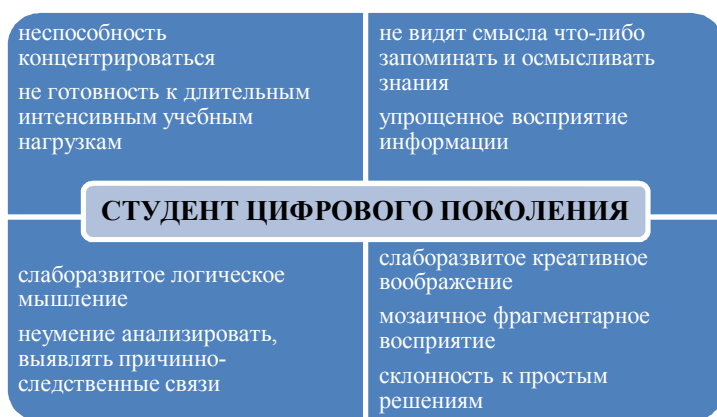 неспособность
концентрироваться
не готовность к длительным
интенсивным учебным
нагрузкам
не видят смысла что-либо
запоминать и осмысливать
знания
упрощенное восприятие
информации
СТУДЕНТ ЦИФРОВОГО ПОКОЛЕНИЯ
слаборазвитое логическое
мышление
неумение анализировать,
выявлять причинно-
следственные связи
слаборазвитое креативное
воображение
мозаичное фрагментарное
восприятие
склонность к простым
решениям